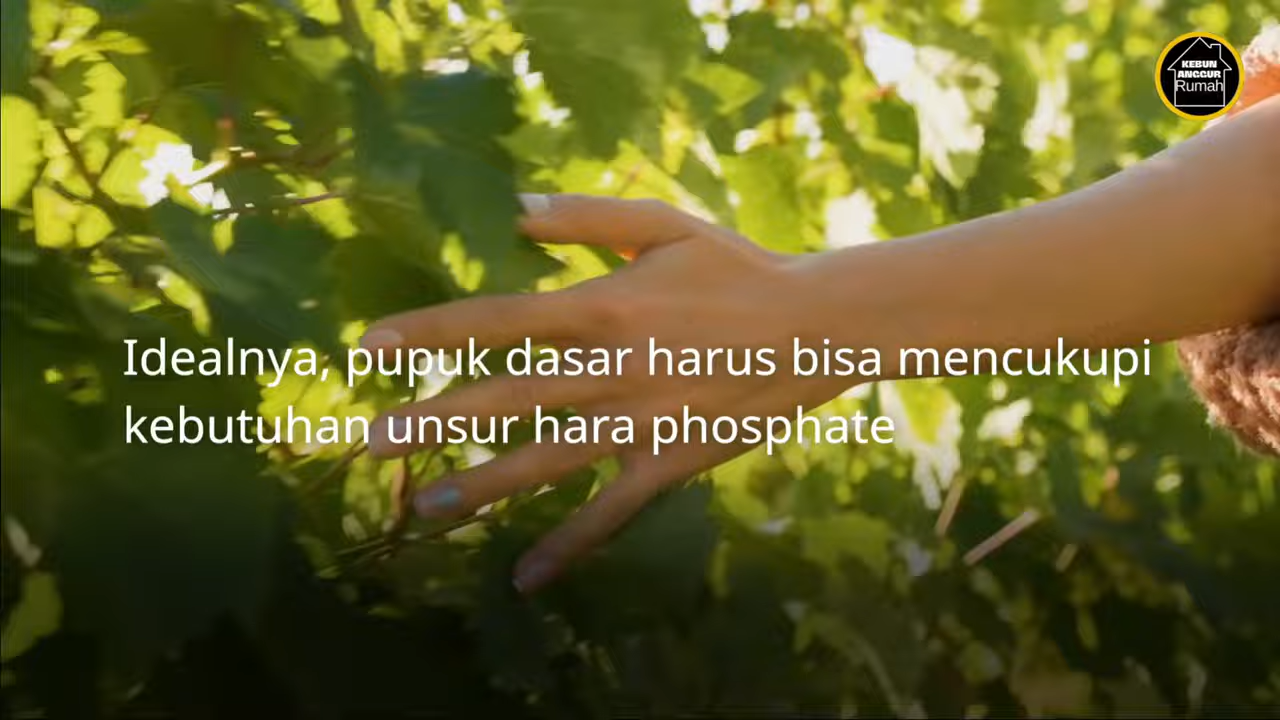 KEBUN
ANGGUR
Rumah
Idealnya, pupuk dasar harus bisa mencukupi
kebutuhan unsur hara phosphate